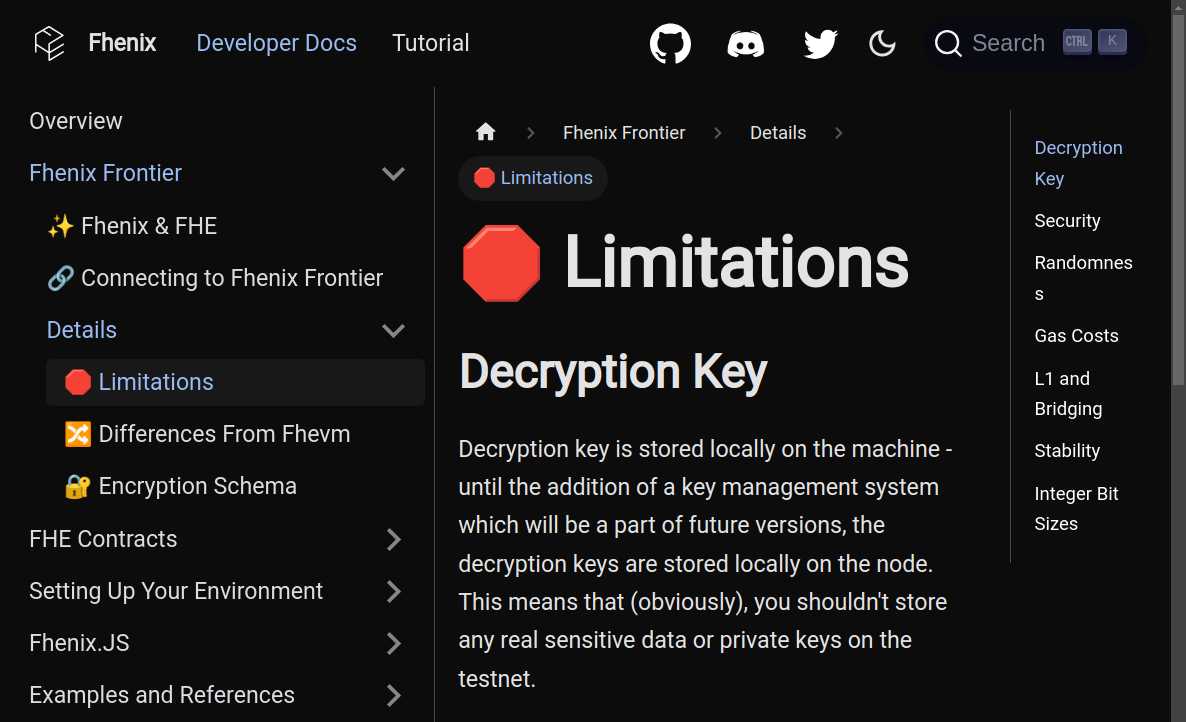 Fhenix Developer Docs Tutorial Search CTRL K
Overview
Fhenix Frontier
✨ Fhenix & FHE
🔗 Connecting to Fhenix Frontier
Details
🛑 Limitations
🔀 Differences From Fhevm
🔐 Encryption Schema
FHE Contracts
Setting Up Your Environment
Fhenix.JS
Examples and References
Fhenix Frontier Details
🛑 Limitations
🛑 Limitations
Decryption Key
Decryption key is stored locally on the machine -
until the addition of a key management system
which will be a part of future versions, the
decryption keys are stored locally on the node.
This means that (obviously), you shouldn't store
any real sensitive data or private keys on the
testnet.
Decryption
Key
Security
Randomnes
s
Gas Costs
L1 and
Bridging
Stability
Integer Bit
Sizes